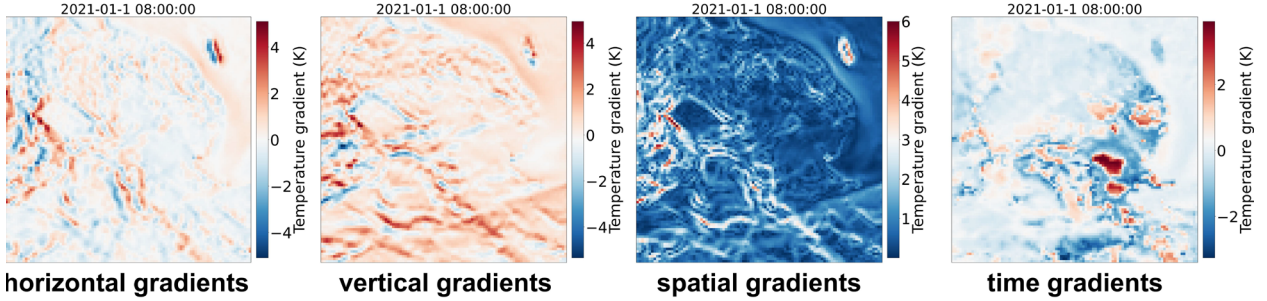 2021-01-1 08:00:00
4
2
0
−2
−4
Temperature gradient (K)
horizontal gradients
2021-01-1 08:00:00
4
2
0
−2
−4
Temperature gradient (K)
vertical gradients
2021-01-1 08:00:00
6
5
4
3
2
1
Temperature gradient (K)
spatial gradients
2021-01-1 08:00:00
2
0
−2
Temperature gradient (K)
time gradients